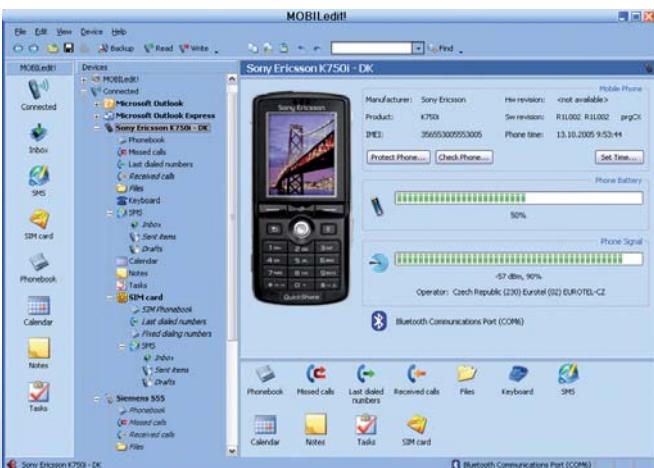 MOBILedit!
File Edit View Device Help
Backup Read Write Find
MOBILedit!
Connected
Inbox
SMS
SIM card
Phonebook
Calendar
Notes
Tasks
Devices
MOBILedit!
Connected
Microsoft Outlook
Microsoft Outlook Express
Sony Ericsson K750i - DK
Phonebook
Missed calls
Last dialed numbers
Received calls
Files
Keyboard
SMS
Inbox
Sent items
Drafts
Calendar
Notes
Tasks
SIM card
SIM Phonebook
Last dialed numbers
Fixed dialing numbers
SMS
Inbox
Sent items
Drafts
Siemens S55
Phonebook
Missed calls
Received calls
Files
Sony Ericsson K750i - DK
Sony Ericsson
QuickShare
Mobile Phone
Manufacturer: Sony Ericsson Hw revision: <not available>
Product: K750i Sw revision: R1L002 R1L002 prgCX
IMEI: 356553005553005 Phone time: 13.10.2005 9:53:44
Protect Phone... Check Phone... Set Time...
Phone Battery
50%
Phone Signal
-57 dBm, 90%
Operator: Czech Republic (230) Eurotel (02) EUROTEL-CZ
Bluetooth Communications Port (COM6)
Phonebook Missed calls Last dialed numbers Received calls Files Keyboard SMS
Calendar Notes Tasks SIM card
Sony Ericsson K750i - DK Bluetooth Communications Port (COM6)